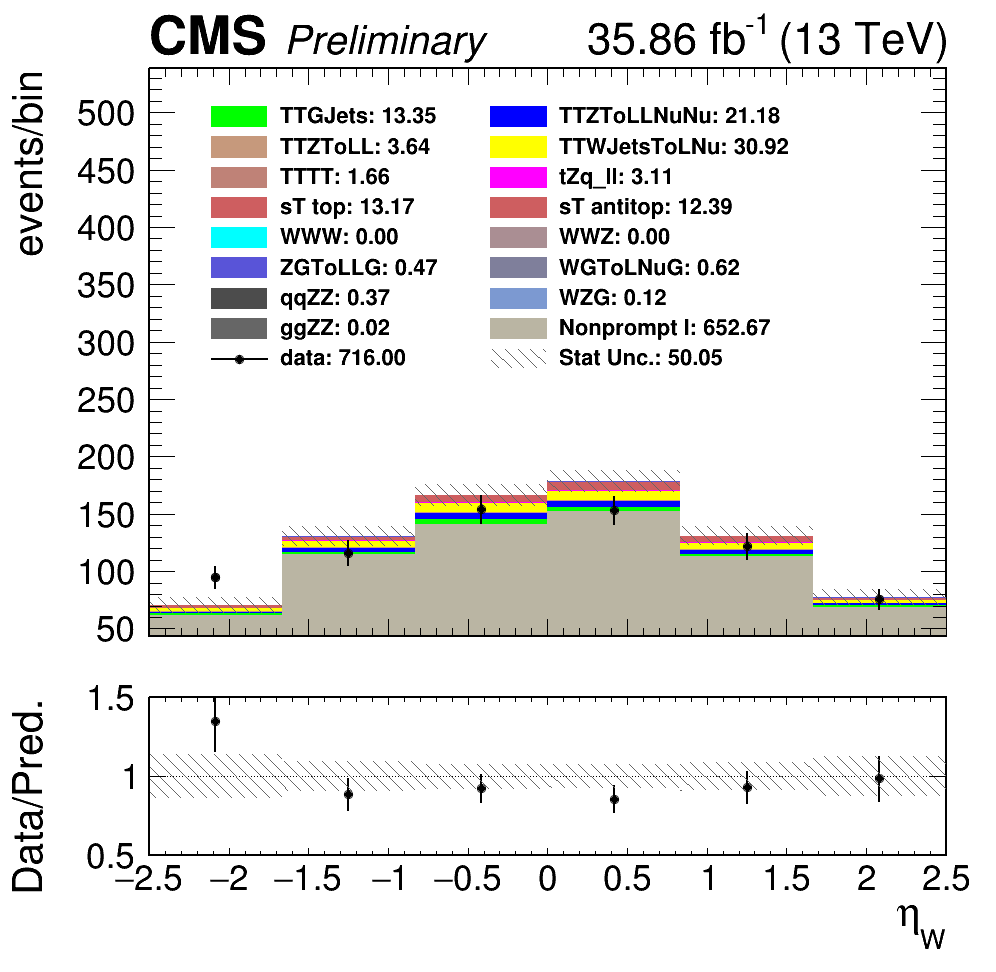 CMS Preliminary 35.86 fb-1 (13 TeV)
events/bin
500
450
400
350
300
250
200
150
100
50
TTGJets: 13.35 TTZToLLNuNu: 21.18
TTZToLL: 3.64 TTWJetsToLNu: 30.92
TTTT: 1.66 tZq_ll: 3.11
sT top: 13.17 sT antitop: 12.39
WWW: 0.00 WWZ: 0.00
ZGToLLG: 0.47 WGToLNuG: 0.62
qqZZ: 0.37 WZG: 0.12
ggZZ: 0.02 Nonprompt l: 652.67
data: 716.00 Stat Unc.: 50.05
Data/Pred.
1.5
1
0.5
−2.5 −2 −1.5 −1 −0.5 0 0.5 1 1.5 2 2.5
ηW